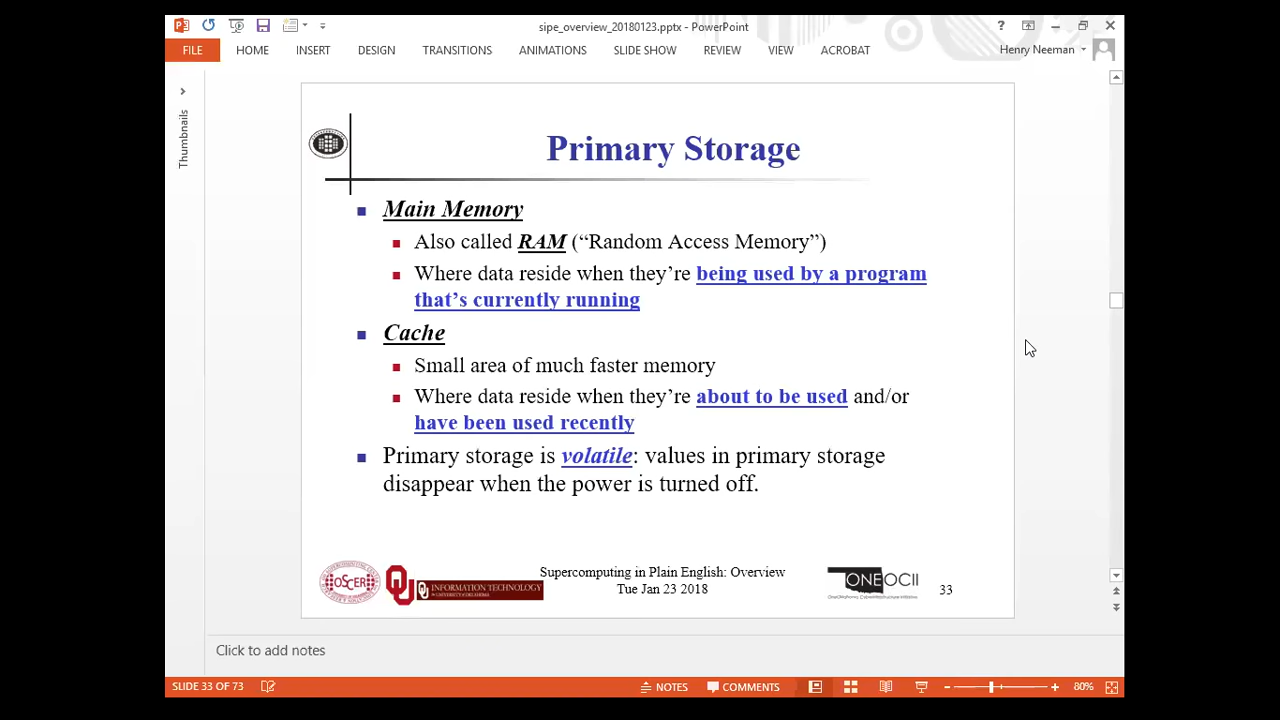 sipe_overview_20180123.pptx - PowerPoint
?
FILE HOME INSERT DESIGN TRANSITIONS ANIMATIONS SLIDE SHOW REVIEW VIEW ACROBAT Henry Neeman
Thumbnails
Primary Storage
Main Memory
Also called RAM (“Random Access Memory”)
Where data reside when they’re being used by a program
that’s currently running
Cache
Small area of much faster memory
Where data reside when they’re about to be used and/or
have been used recently
Primary storage is volatile: values in primary storage
disappear when the power is turned off.
OSCER
OU INFORMATION TECHNOLOGY
Supercomputing in Plain English: Overview
Tue Jan 23 2018
ONEOCII
33
Click to add notes
SLIDE 33 OF 73 NOTES COMMENTS 80%